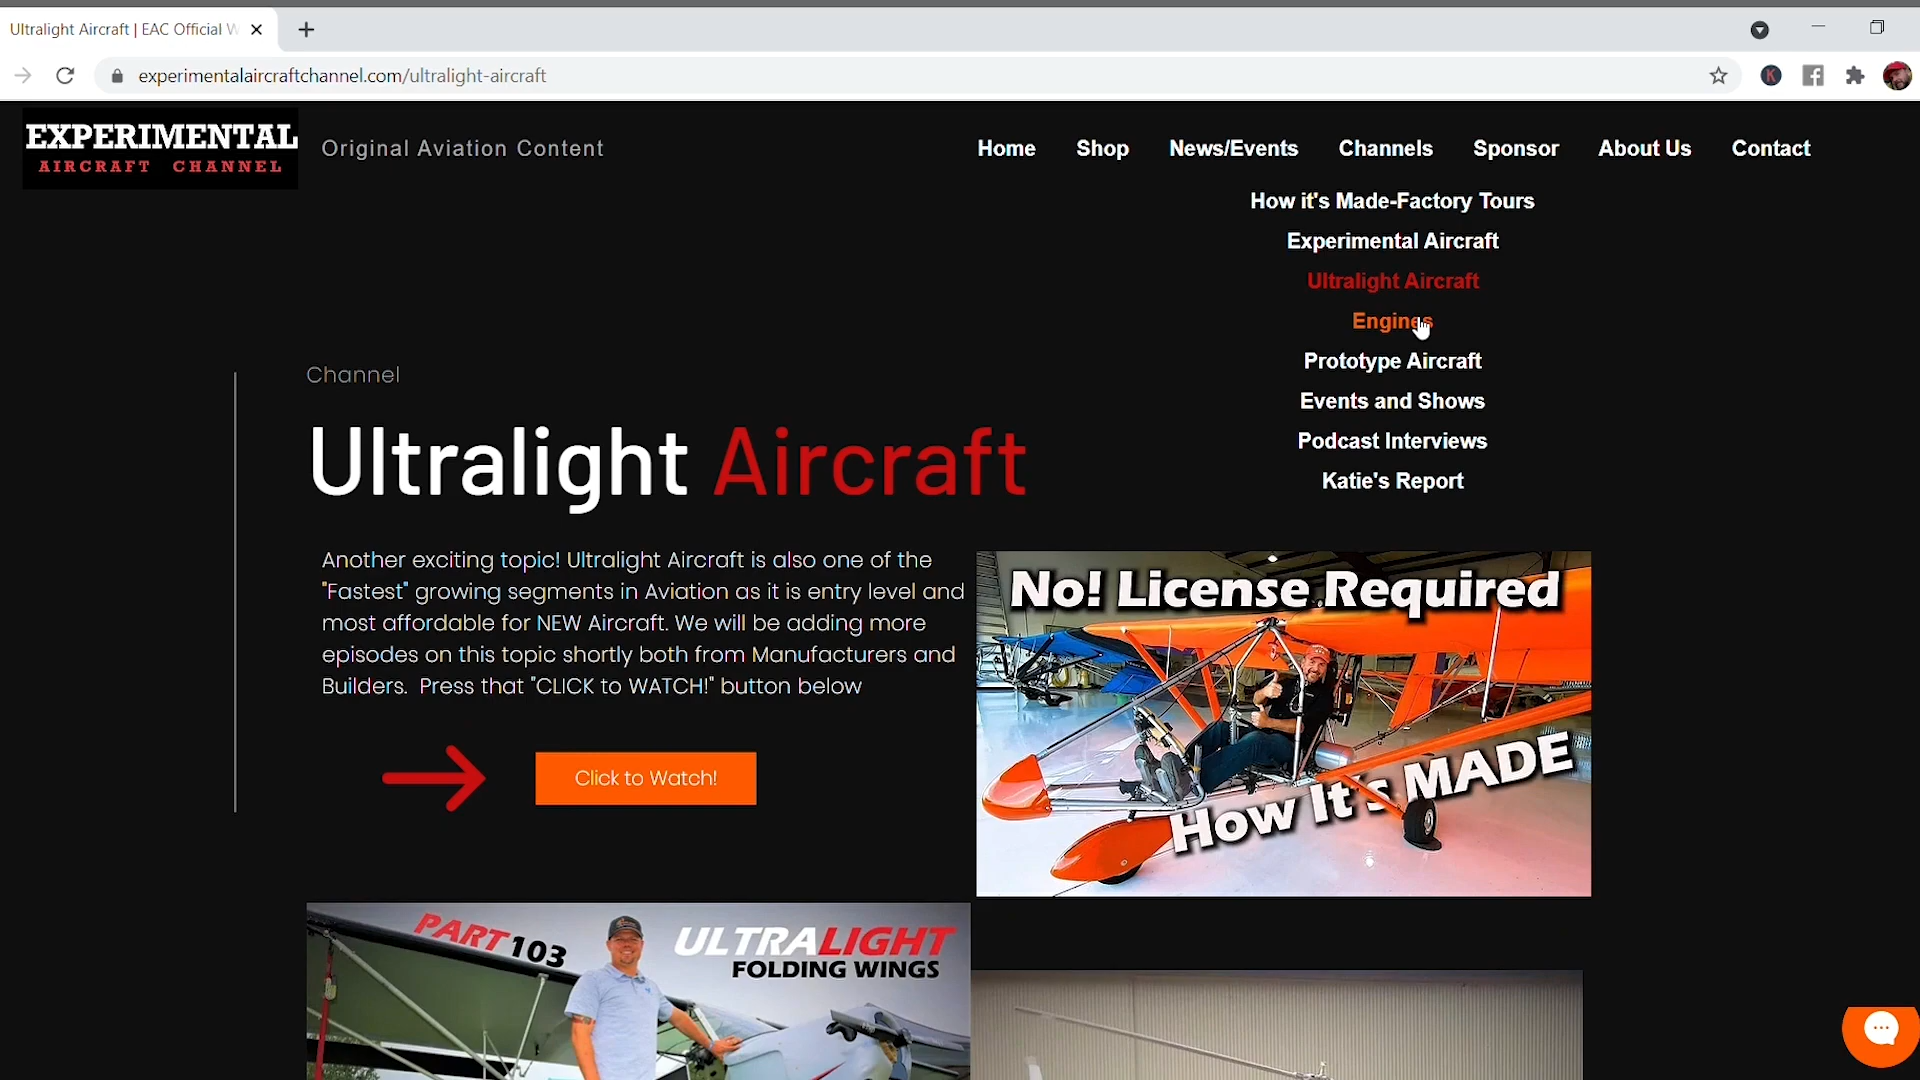 Ultralight Aircraft | EAC Official W
experimentalaircraftchannel.com/ultralight-aircraft
K
EXPERIMENTAL
AIRCRAFT CHANNEL
Original Aviation Content
Home Shop News/Events Channels Sponsor About Us Contact
How it's Made-Factory Tours
Experimental Aircraft
Ultralight Aircraft
Engines
Prototype Aircraft
Events and Shows
Podcast Interviews
Katie's Report
Channel
Ultralight Aircraft
Another exciting topic! Ultralight Aircraft is also one of the
"Fastest" growing segments in Aviation as it is entry level and
most affordable for NEW Aircraft. We will be adding more
episodes on this topic shortly both from Manufacturers and
Builders. Press that "CLICK to WATCH!" button below
Click to Watch!
No! License Required
How It's MADE
PART 103
ULTRALIGHT
FOLDING WINGS